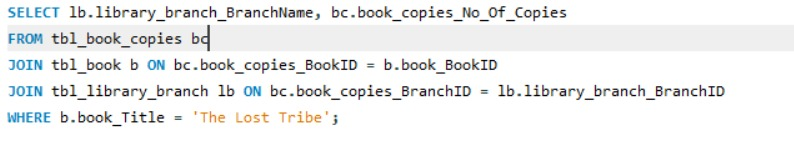 SELECT lb.library_branch_BranchName, bc.book_copies_No_Of_Copies
FROM tbl_book_copies bc
JOIN tbl_book b ON bc.book_copies_BookID = b.book_BookID
JOIN tbl_library_branch lb ON bc.book_copies_BranchID = lb.library_branch_BranchID
WHERE b.book_Title = 'The Lost Tribe';